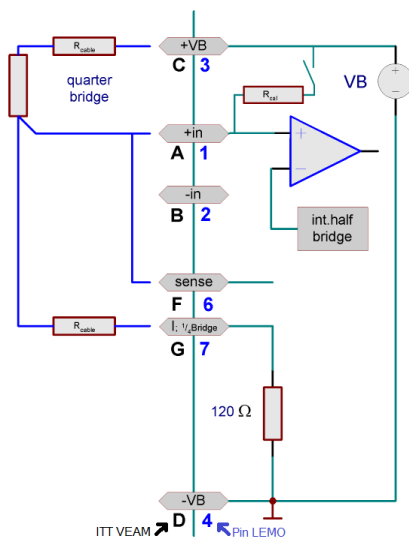 Rcable
+VB
C 3
quarter
bridge
Rcal
VB
+in
A 1
-in
B 2
int.half
bridge
sense
F 6
Rcable
I; 1/4Bridge
G 7
120 Ω
-VB
D 4
ITT VEAM
Pin LEMO